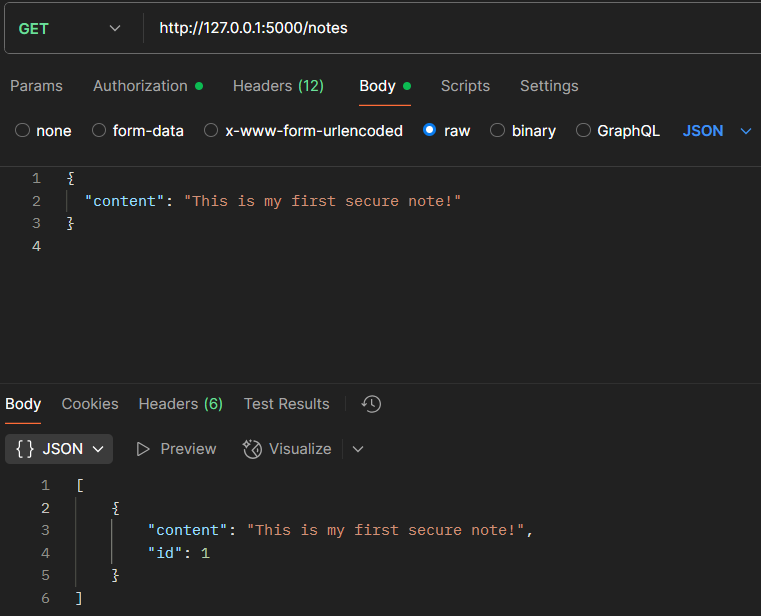 GET http://127.0.0.1:5000/notes
Params Authorization Headers (12) Body Scripts Settings
none form-data x-www-form-urlencoded raw binary GraphQL JSON
1 {
2 "content": "This is my first secure note!"
3 }
4
Body Cookies Headers (6) Test Results
{} JSON Preview Visualize
1 [
2 {
3 "content": "This is my first secure note!",
4 "id": 1
5 }
6 ]